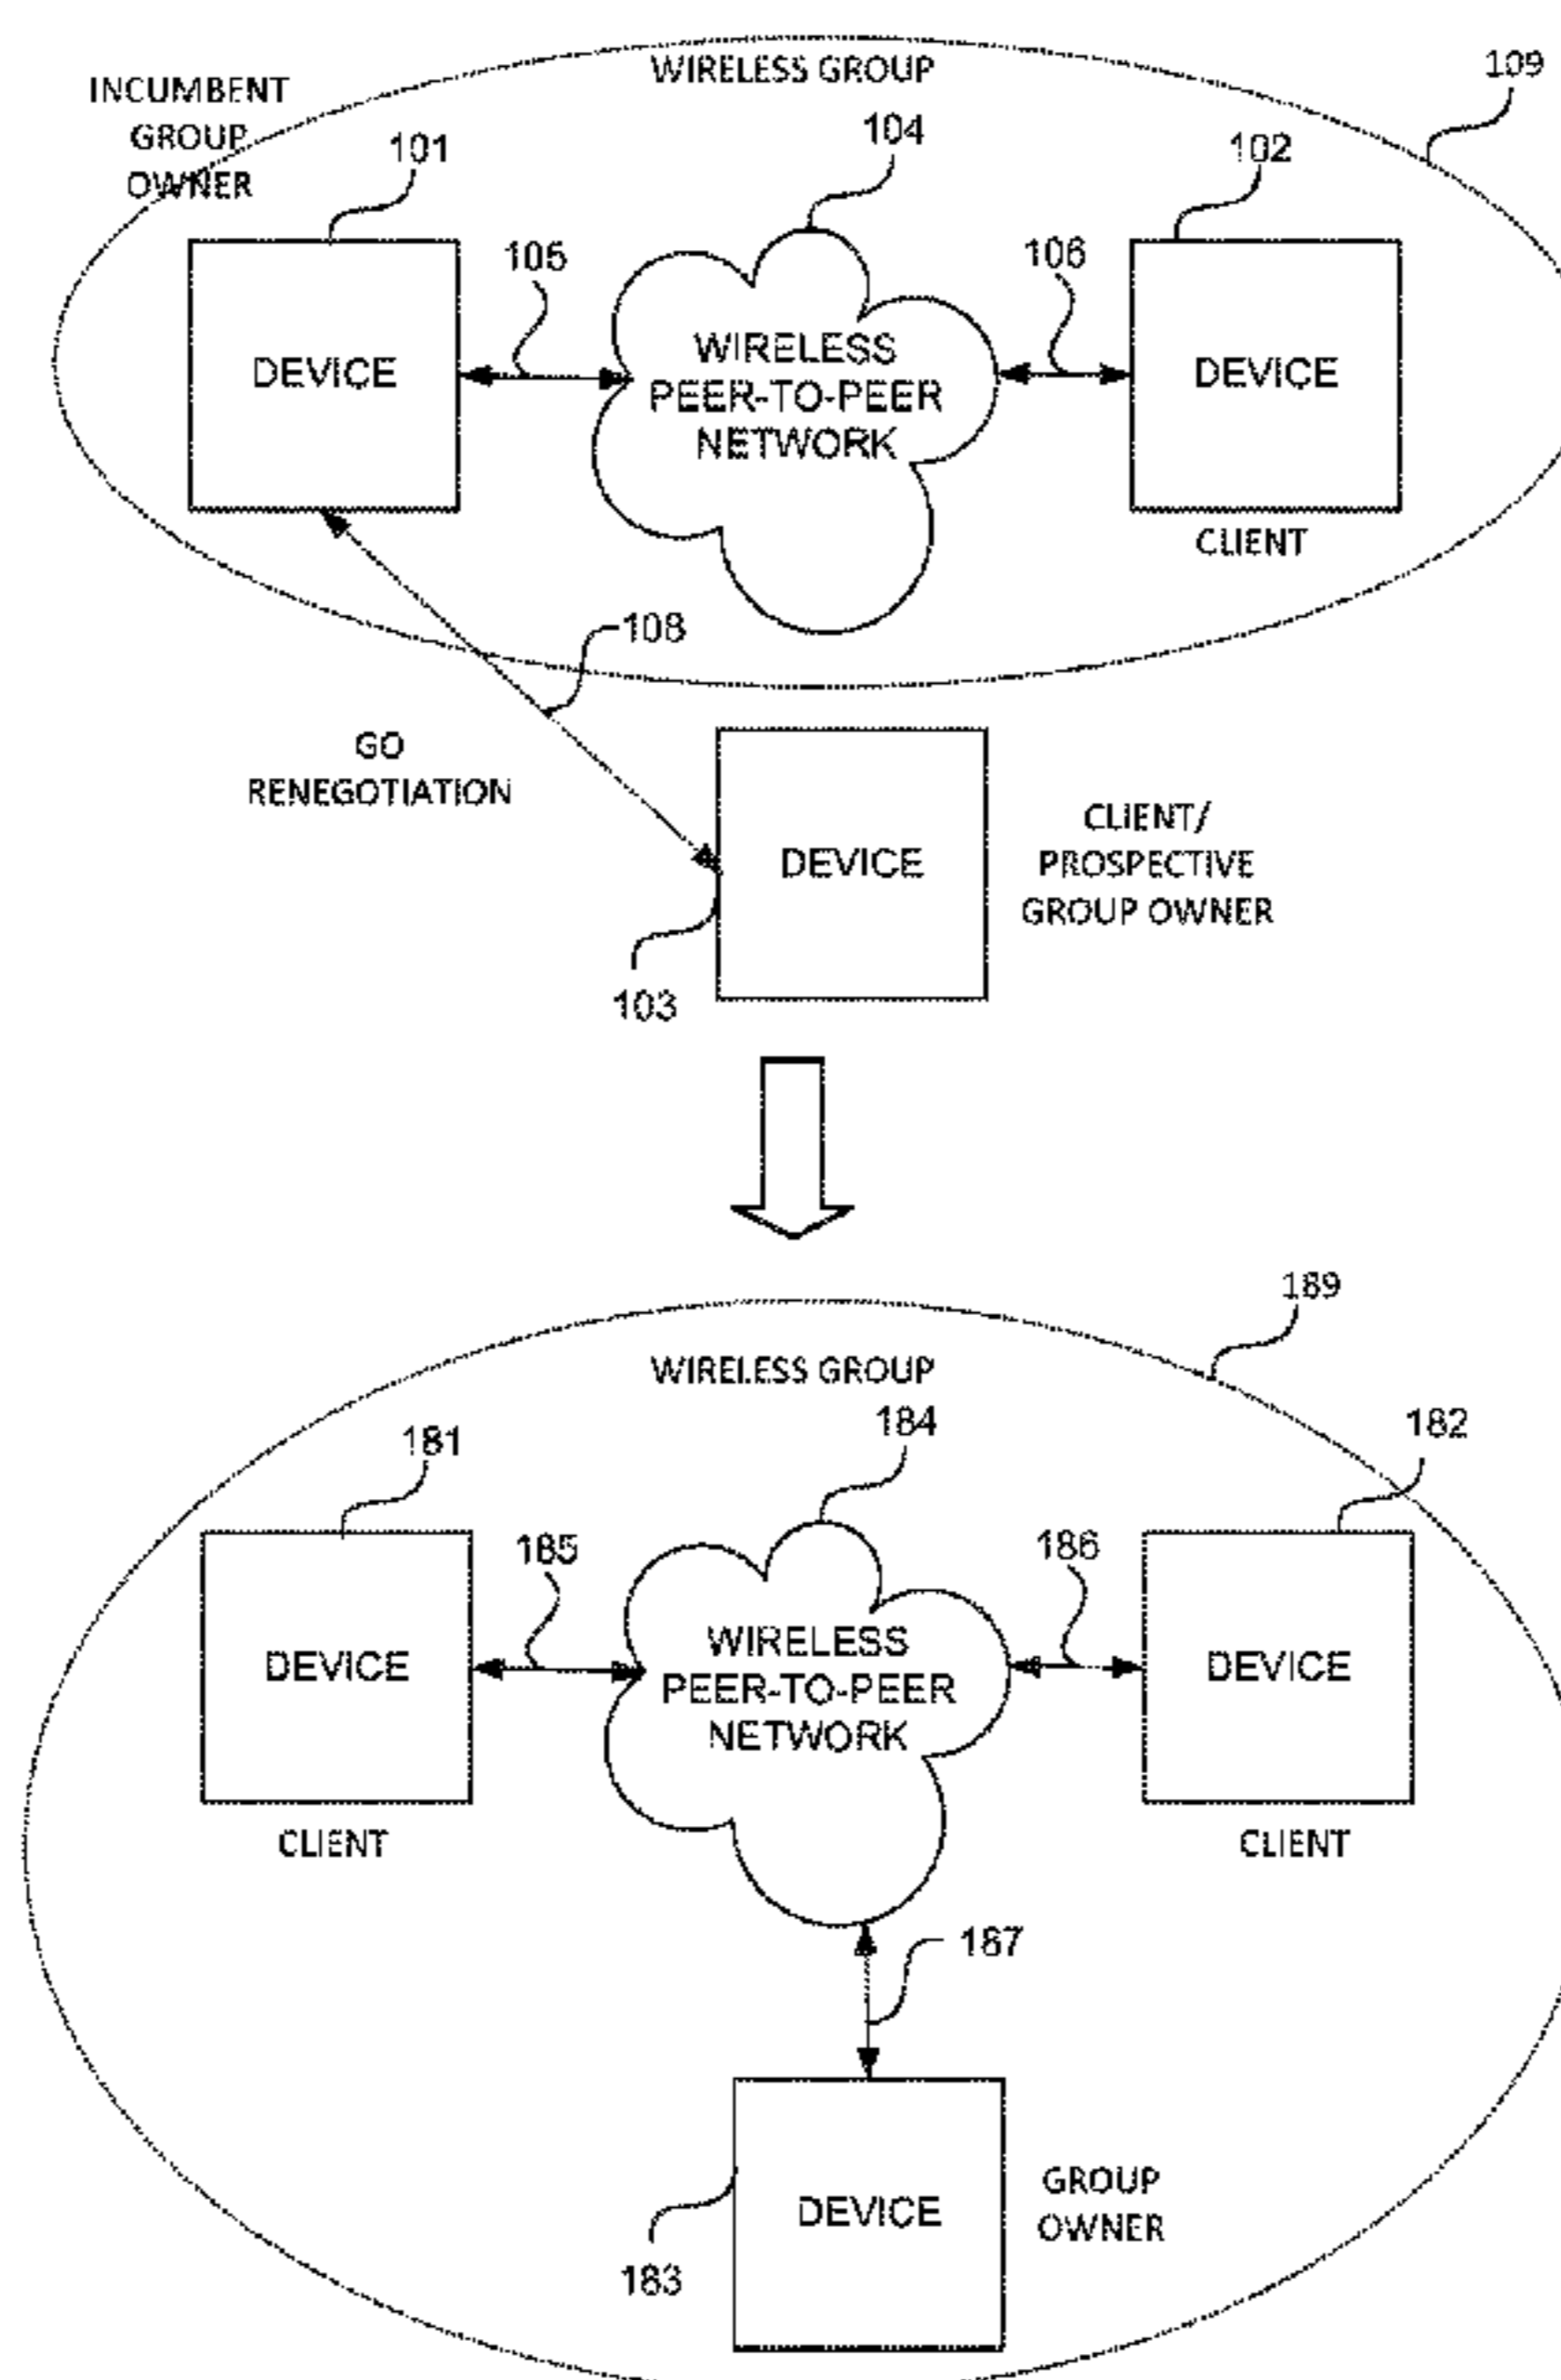 WIRELESS GROUP
109
INCUMBENT
GROUP
OWNER
101
104
102
105
106
DEVICE
WIRELESS
PEER-TO-PEER
NETWORK
DEVICE
CLIENT
108
GO
RENEGOTIATION
DEVICE
CLIENT/
PROSPECTIVE
GROUP OWNER
103
189
WIRELESS GROUP
181
184
182
185
186
DEVICE
WIRELESS
PEER-TO-PEER
NETWORK
DEVICE
CLIENT
CLIENT
187
DEVICE
GROUP
OWNER
183